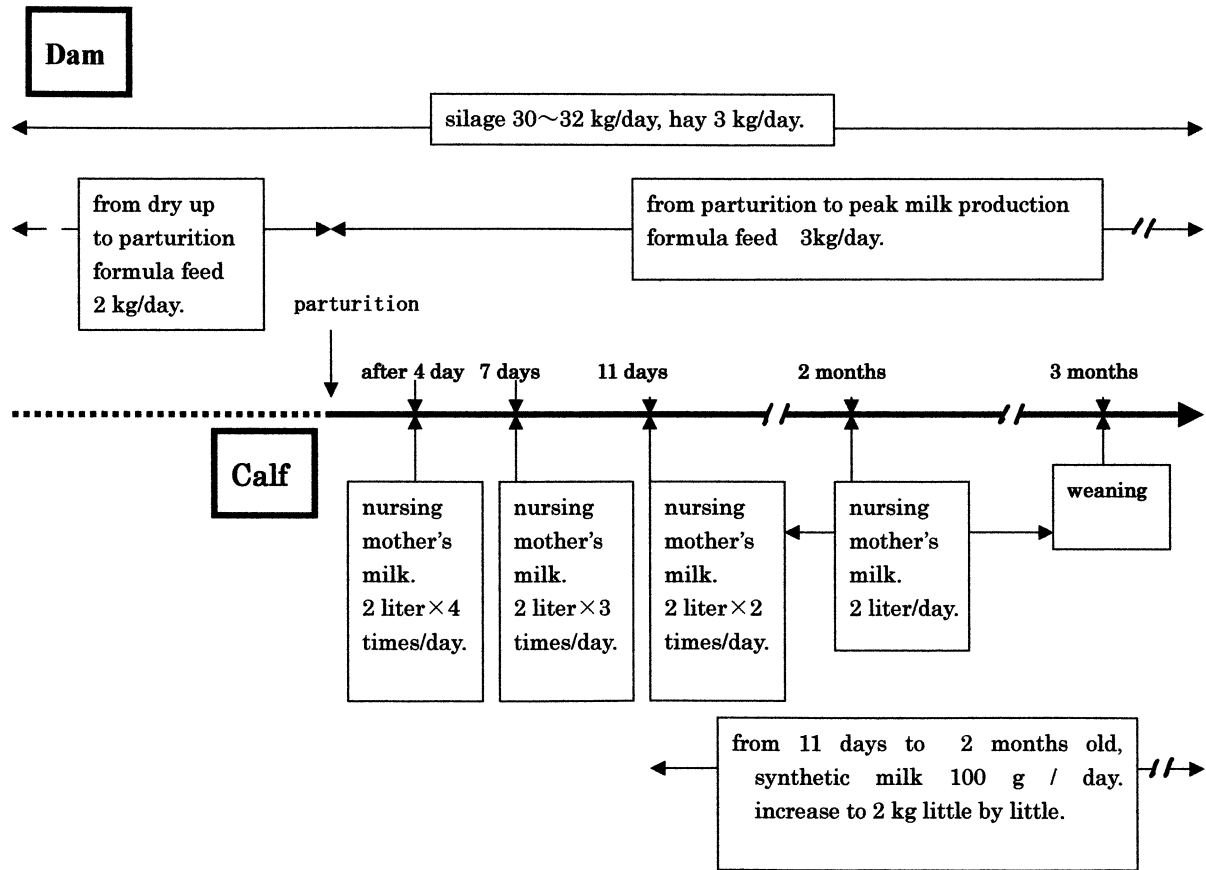 Dam
silage 30～32 kg/day, hay 3 kg/day.
from dry up
to parturition
formula feed
2 kg/day.
from parturition to peak milk production
formula feed 3kg/day.
parturition
after 4 day
7 days
11 days
2 months
3 months
Calf
nursing
mother's
milk.
2 liter×4
times/day.
nursing
mother's
milk.
2 liter×3
times/day.
nursing
mother's
milk.
2 liter×2
times/day.
nursing
mother's
milk.
2 liter/day.
weaning
from 11 days to 2 months old,
synthetic milk 100 g / day.
increase to 2 kg little by little.